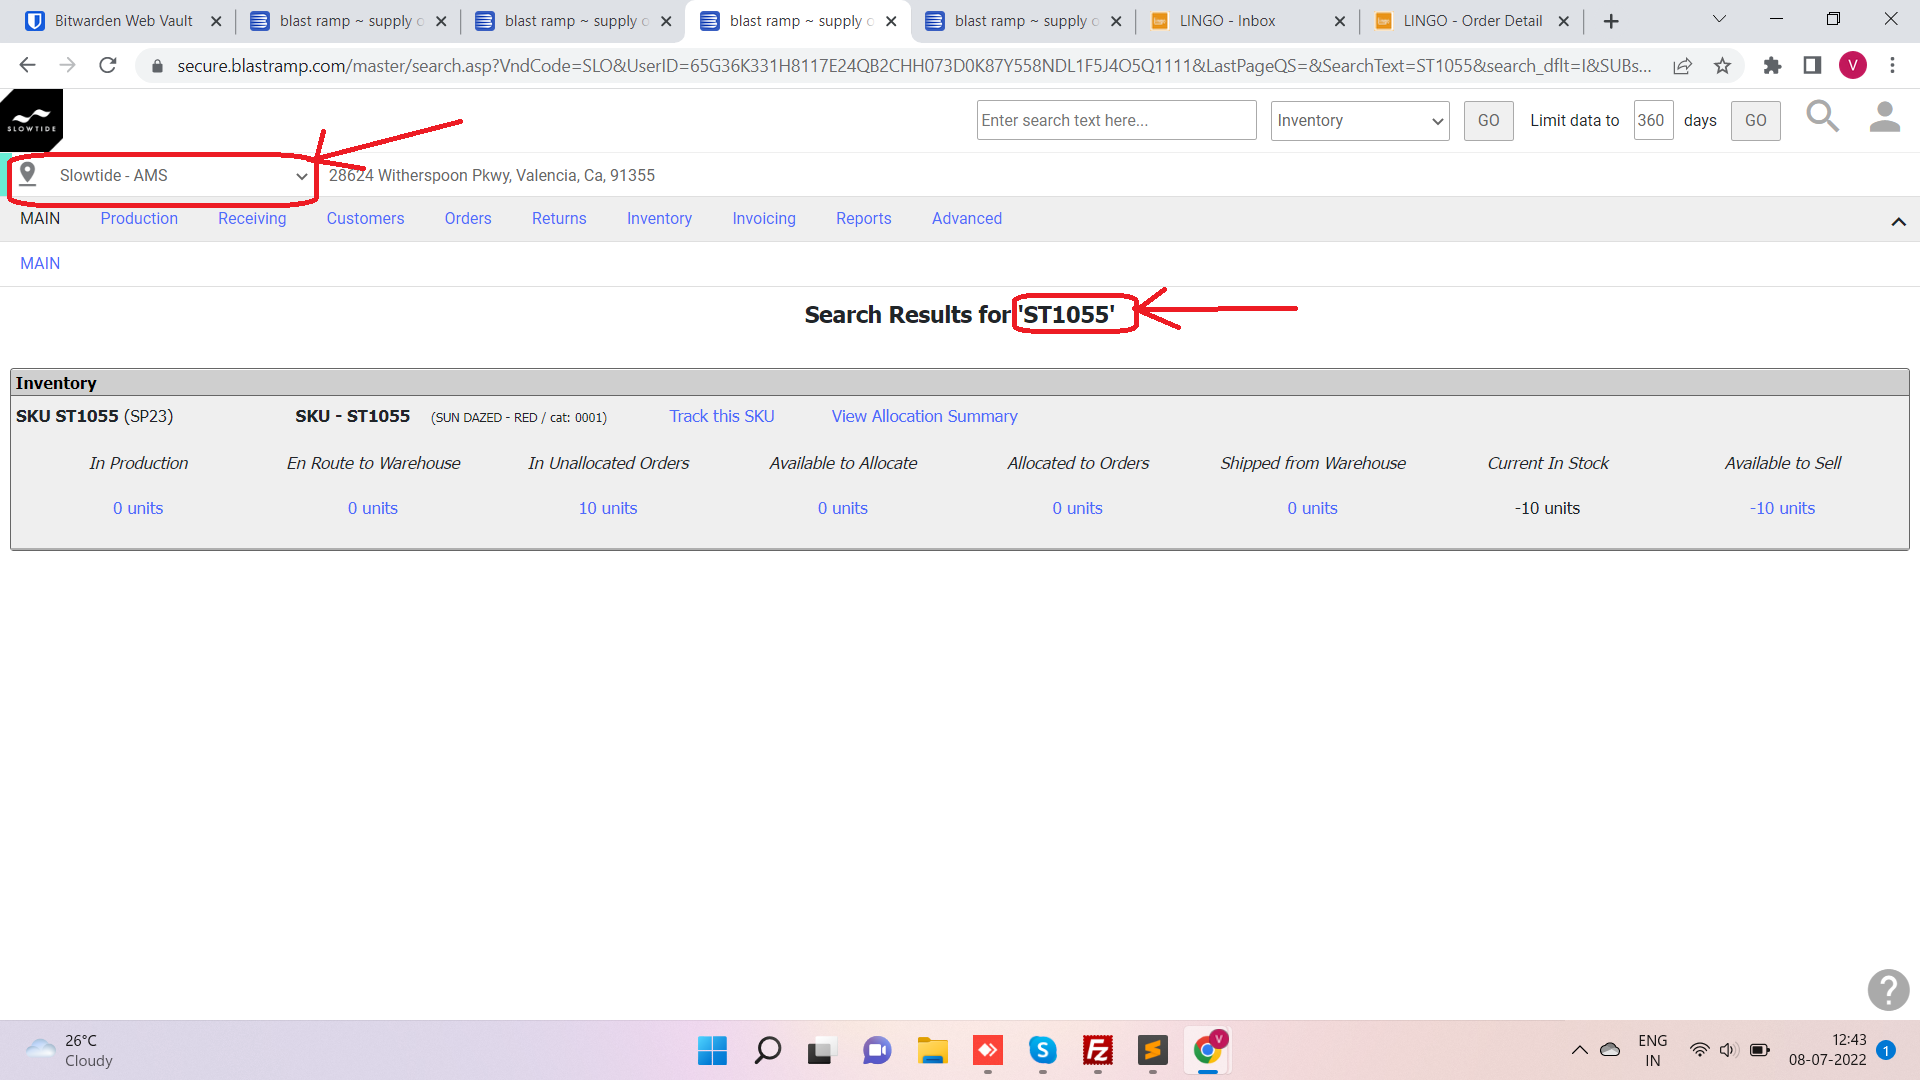 Bitwarden Web Vault
blast ramp ~ supply
blast ramp ~ supply
blast ramp ~ supply
blast ramp ~ supply
LINGO - Inbox
LINGO - Order Detail
secure.blastramp.com/master/search.asp?VndCode=SLO&UserID=65G36K331H8117E24QB2CHH073D0K87Y558NDL1F5J4O5Q1111&LastPageQS=&SearchText=ST1055&search_dflt=I&SUBs...
V
SLOWTIDE
Enter search text here...
Inventory
GO
Limit data to 360 days
GO
Slowtide - AMS
28624 Witherspoon Pkwy, Valencia, Ca, 91355
MAIN Production Receiving Customers Orders Returns Inventory Invoicing Reports Advanced
MAIN
Search Results for 'ST1055'
Inventory
SKU ST1055 (SP23) SKU - ST1055 (SUN DAZED - RED / cat: 0001) Track this SKU View Allocation Summary
In Production En Route to Warehouse In Unallocated Orders Available to Allocate Allocated to Orders Shipped from Warehouse Current In Stock Available to Sell
0 units 0 units 10 units 0 units 0 units 0 units -10 units -10 units
?
26°C
Cloudy
S
Fz
V
ENG
IN
12:43
08-07-2022
1